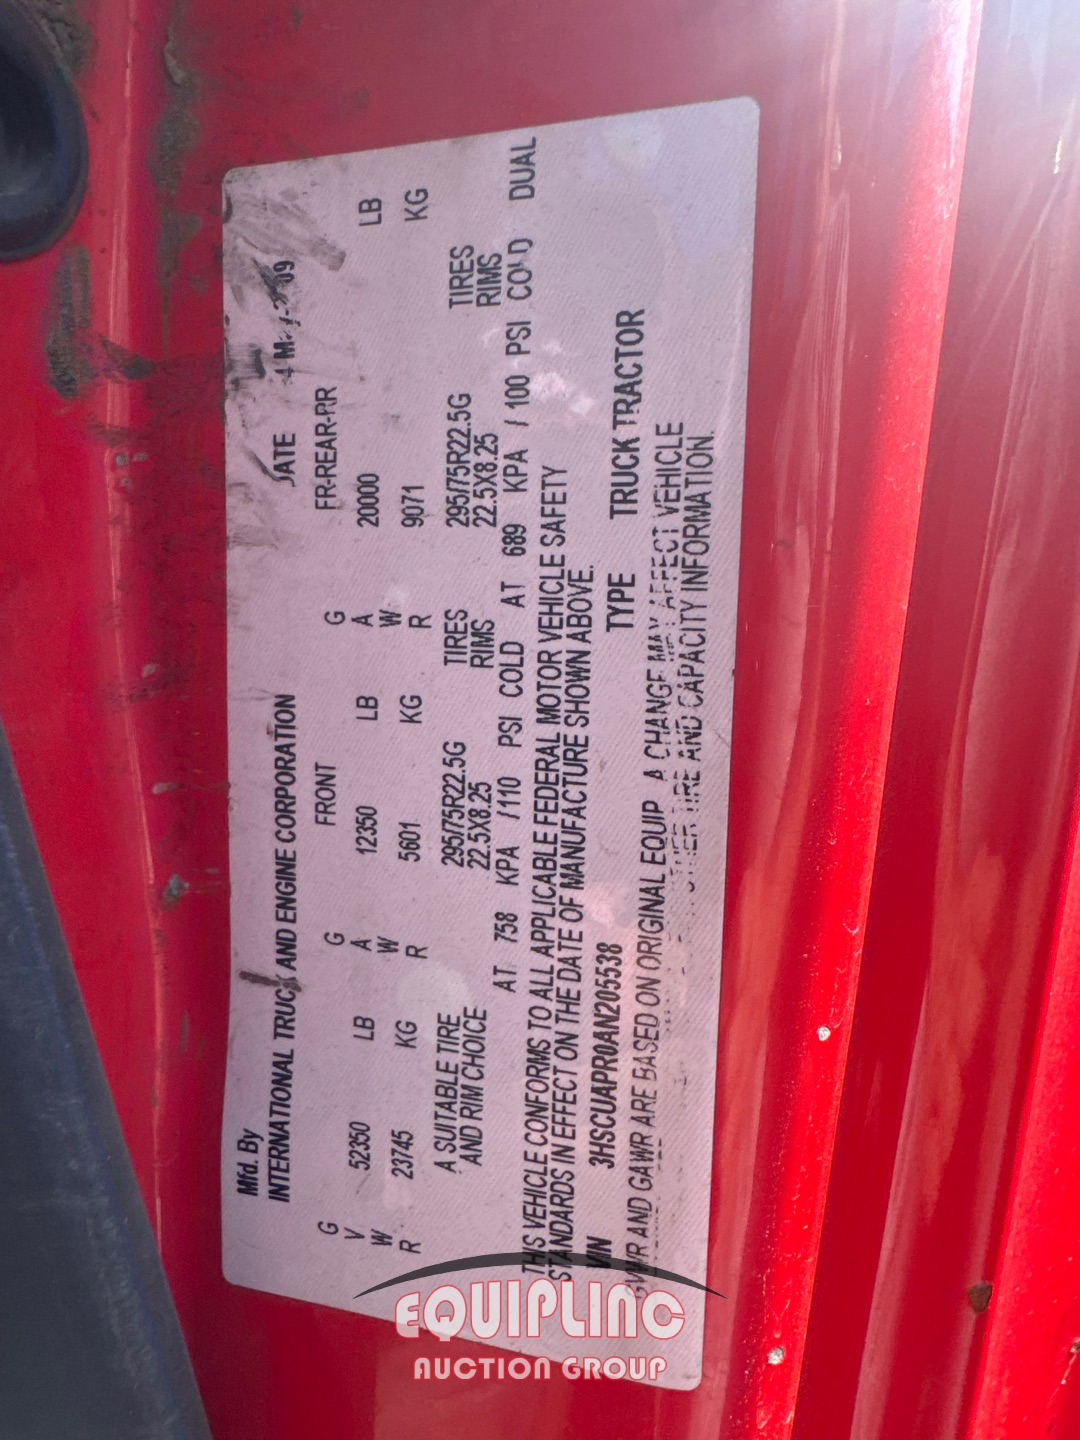 Mfd. By
INTERNATIONAL TRUCK AND ENGINE CORPORATION
G V W R 52350 LB G A W R FRONT 12350 LB G A W R FR-REAR-RR 20000 LB
23745 KG 5601 KG 9071 KG
A SUITABLE TIRE 295/75R22.5G TIRES 295/75R22.5G TIRES
AND RIM CHOICE 22.5X8.25 RIMS 22.5X8.25 RIMS
AT 758 KPA / 110 PSI COLD AT 689 KPA / 100 PSI COLD DUAL
THIS VEHICLE CONFORMS TO ALL APPLICABLE FEDERAL MOTOR VEHICLE SAFETY
STANDARDS IN EFFECT ON THE DATE OF MANUFACTURE SHOWN ABOVE.
VIN 3HSCUAPR0AN205538 TYPE TRUCK TRACTOR
GVWR AND GAWR ARE BASED ON ORIGINAL EQUIP. A CHANGE MAY AFFECT VEHICLE
TIRE AND CAPACITY INFORMATION.
EQUIPLINC
AUCTION GROUP